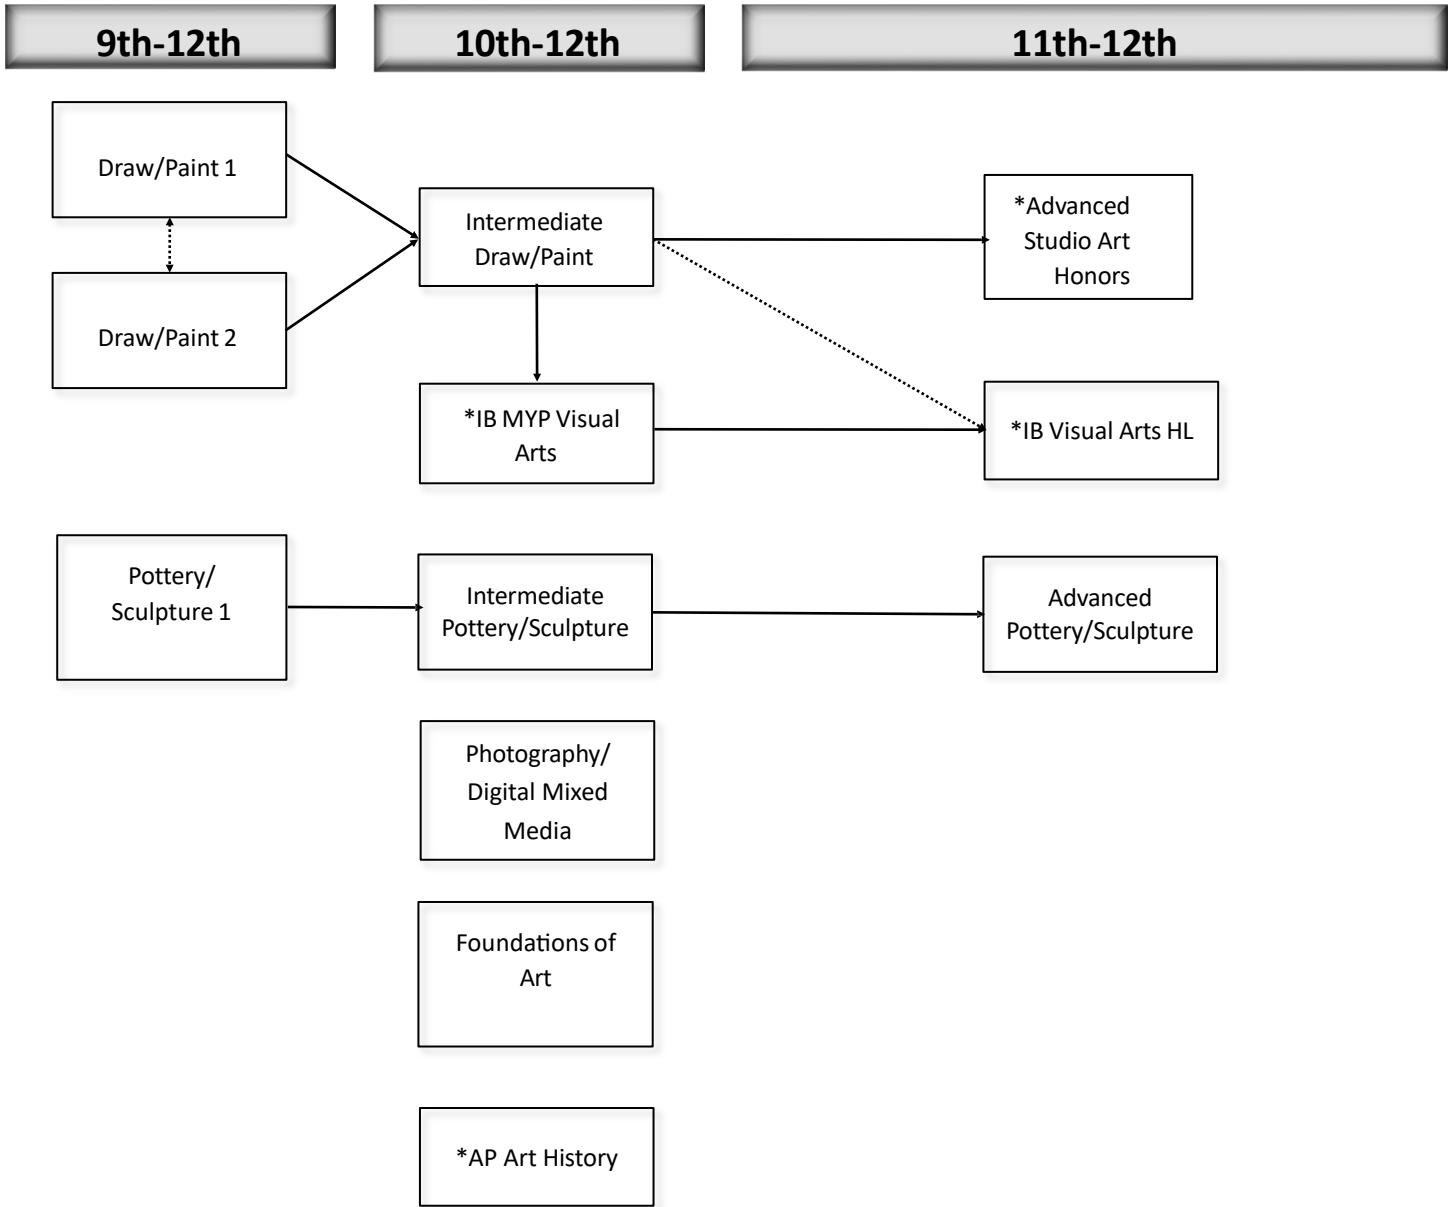 9th-12th
10th-12th
11th-12th
Draw/Paint 1
Draw/Paint 2
Intermediate
Draw/Paint
*Advanced
Studio Art
Honors
*IB MYP Visual
Arts
*IB Visual Arts HL
Pottery/
Sculpture 1
Intermediate
Pottery/Sculpture
Advanced
Pottery/Sculpture
Photography/
Digital Mixed
Media
Foundations of
Art
*AP Art History